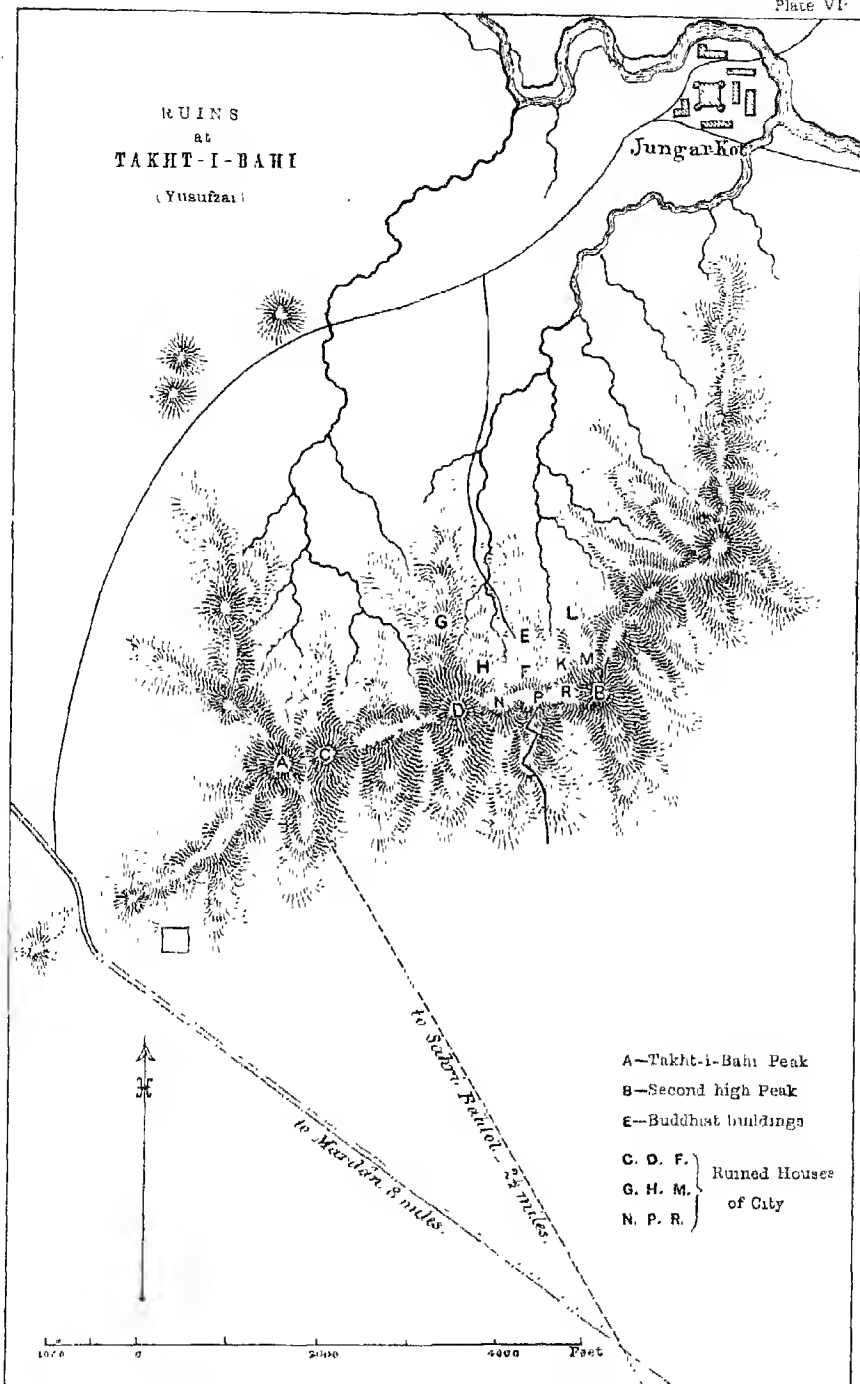 Plate VI.
RUINS
at
TAKHT-I-BAHI
(Yusufzai)
Jungar-Kot
G
E
L
H
F
K
M
N
P
R
B
D
A
C
to Sahri Bahlol. 2½ miles.
to Mardán. 8 miles.
A—Takht-i-Bahi Peak
B—Second high Peak
E—Buddhist buildings
C. D. F.
G. H. M.
N. P. R.
Ruined Houses
of City
1000 0 2000 4000 Feet